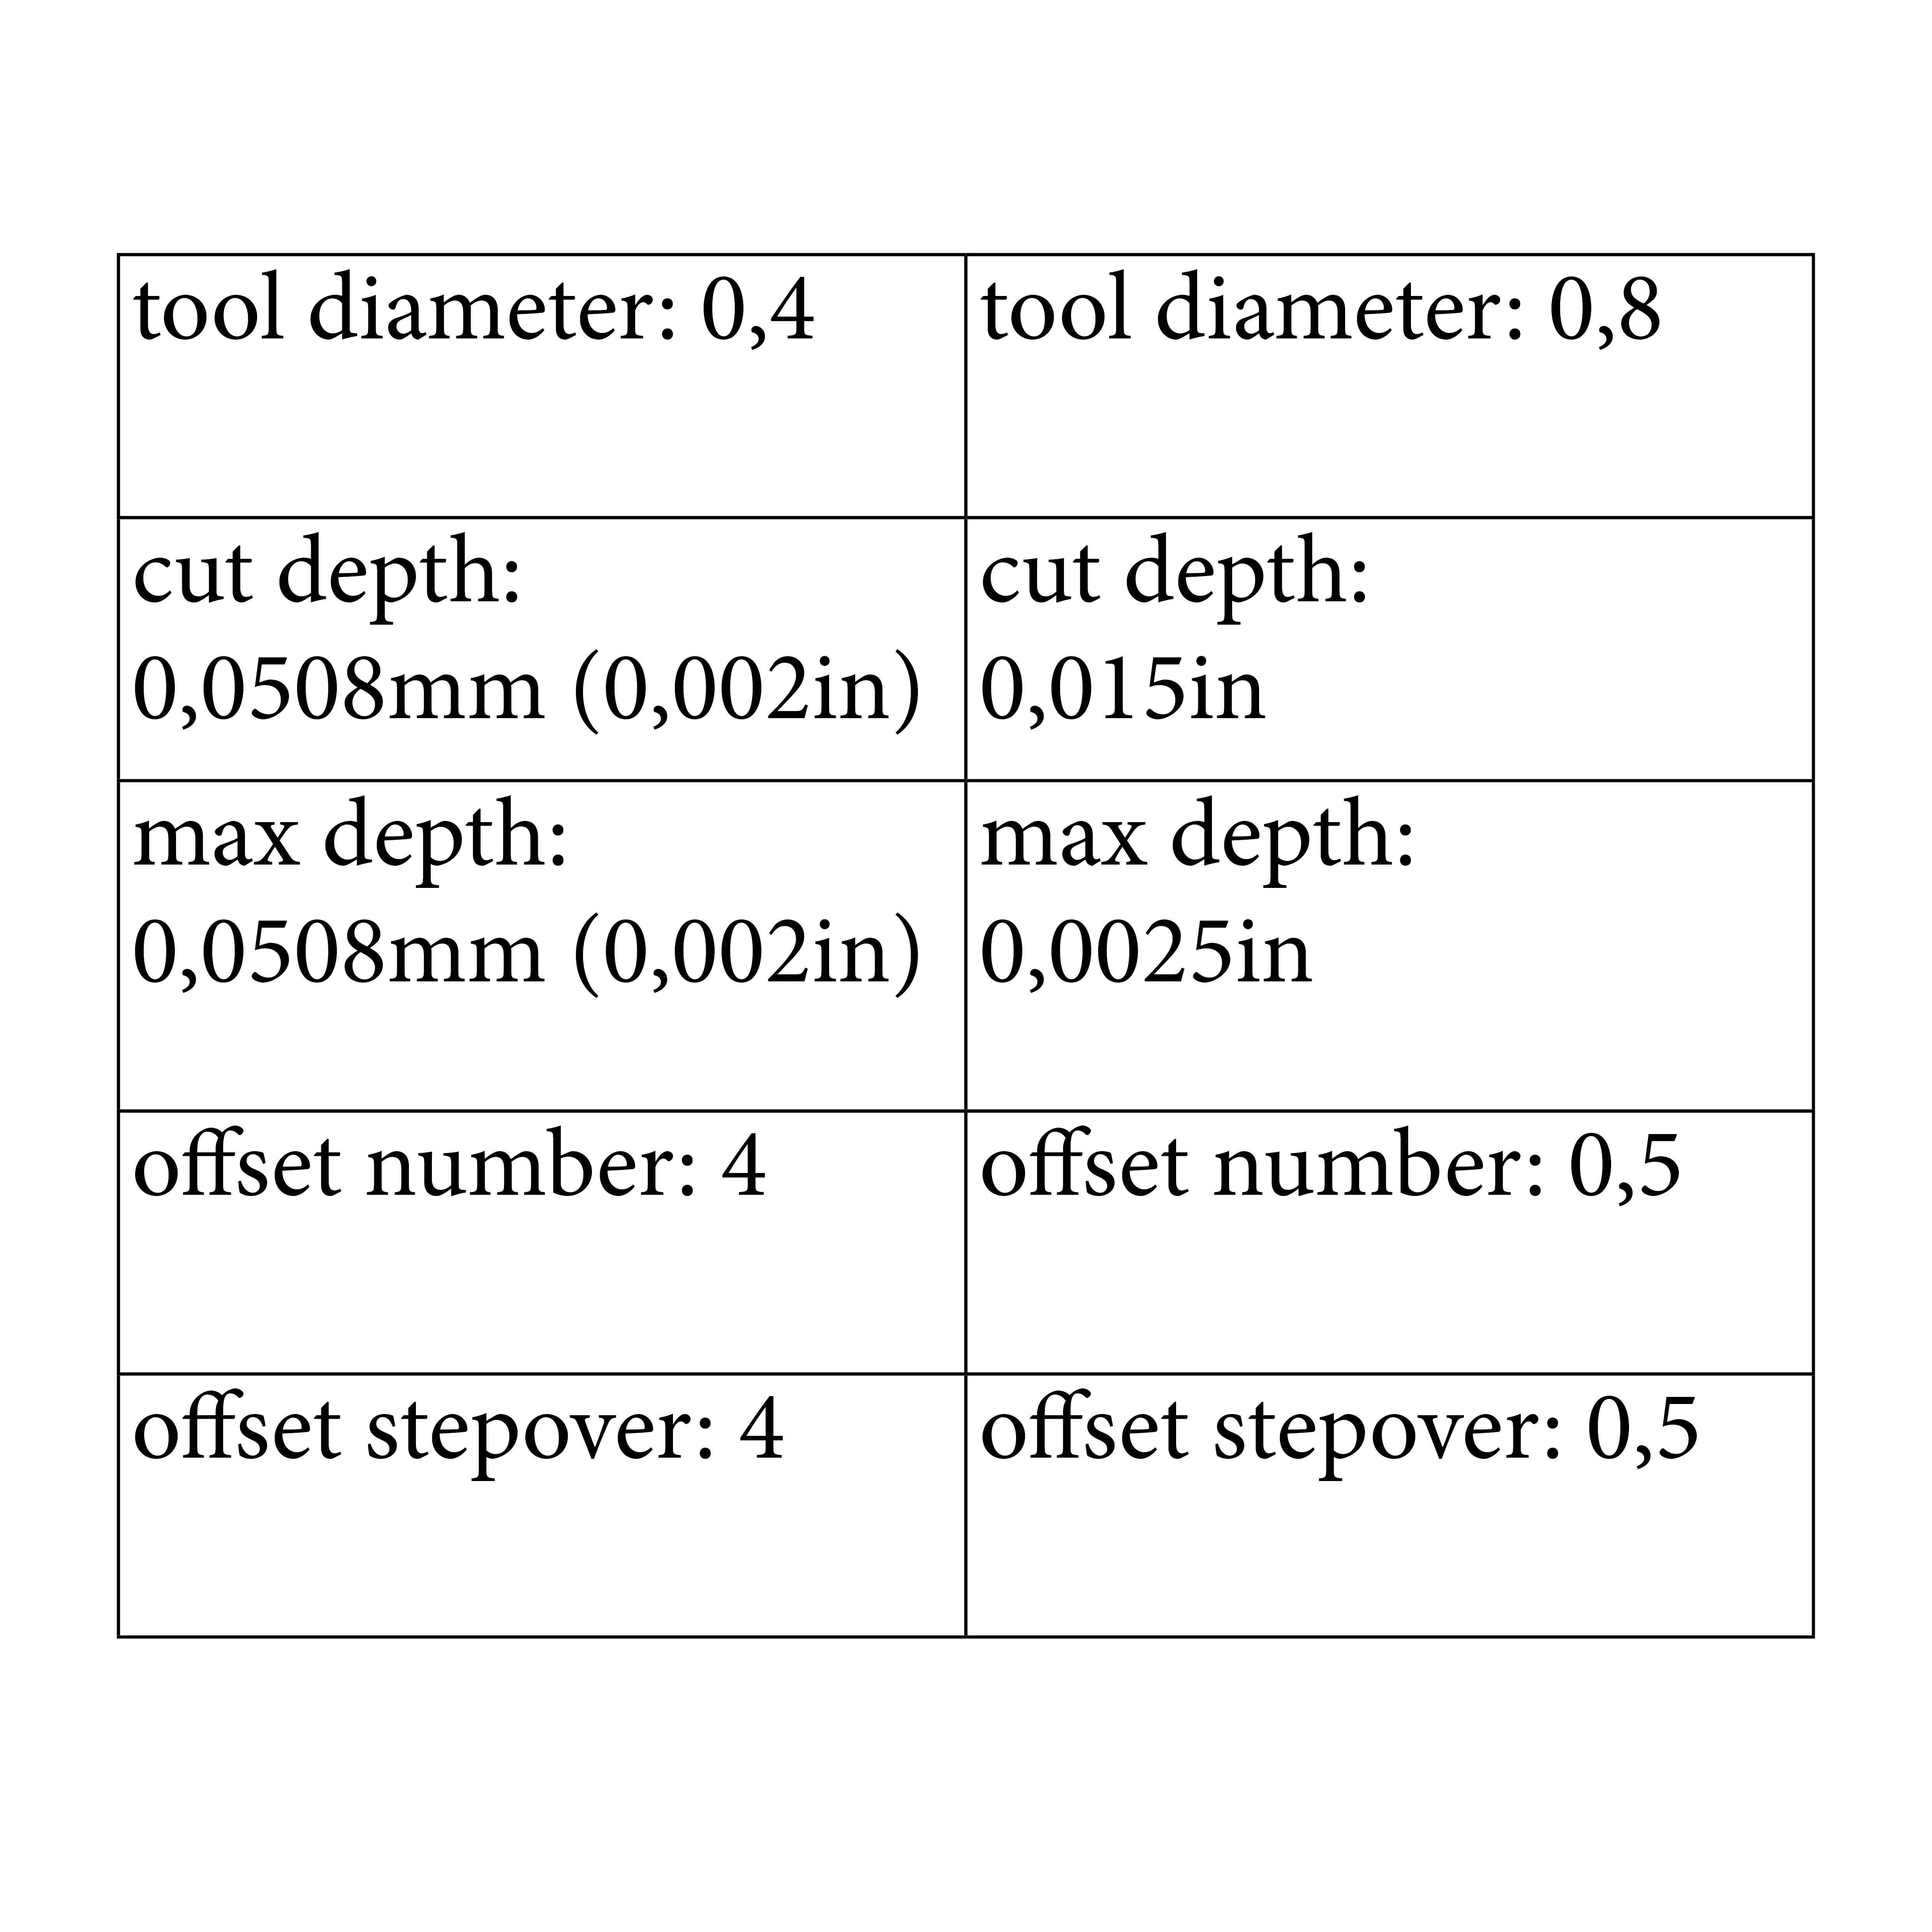 tool diameter: 0,4
tool diameter: 0,8
cut depth:
0,0508mm (0,002in)
cut depth:
0,015in
max depth:
0,0508mm (0,002in)
max depth:
0,0025in
offset number: 4
offset number: 0,5
offset stepover: 4
offset stepover: 0,5